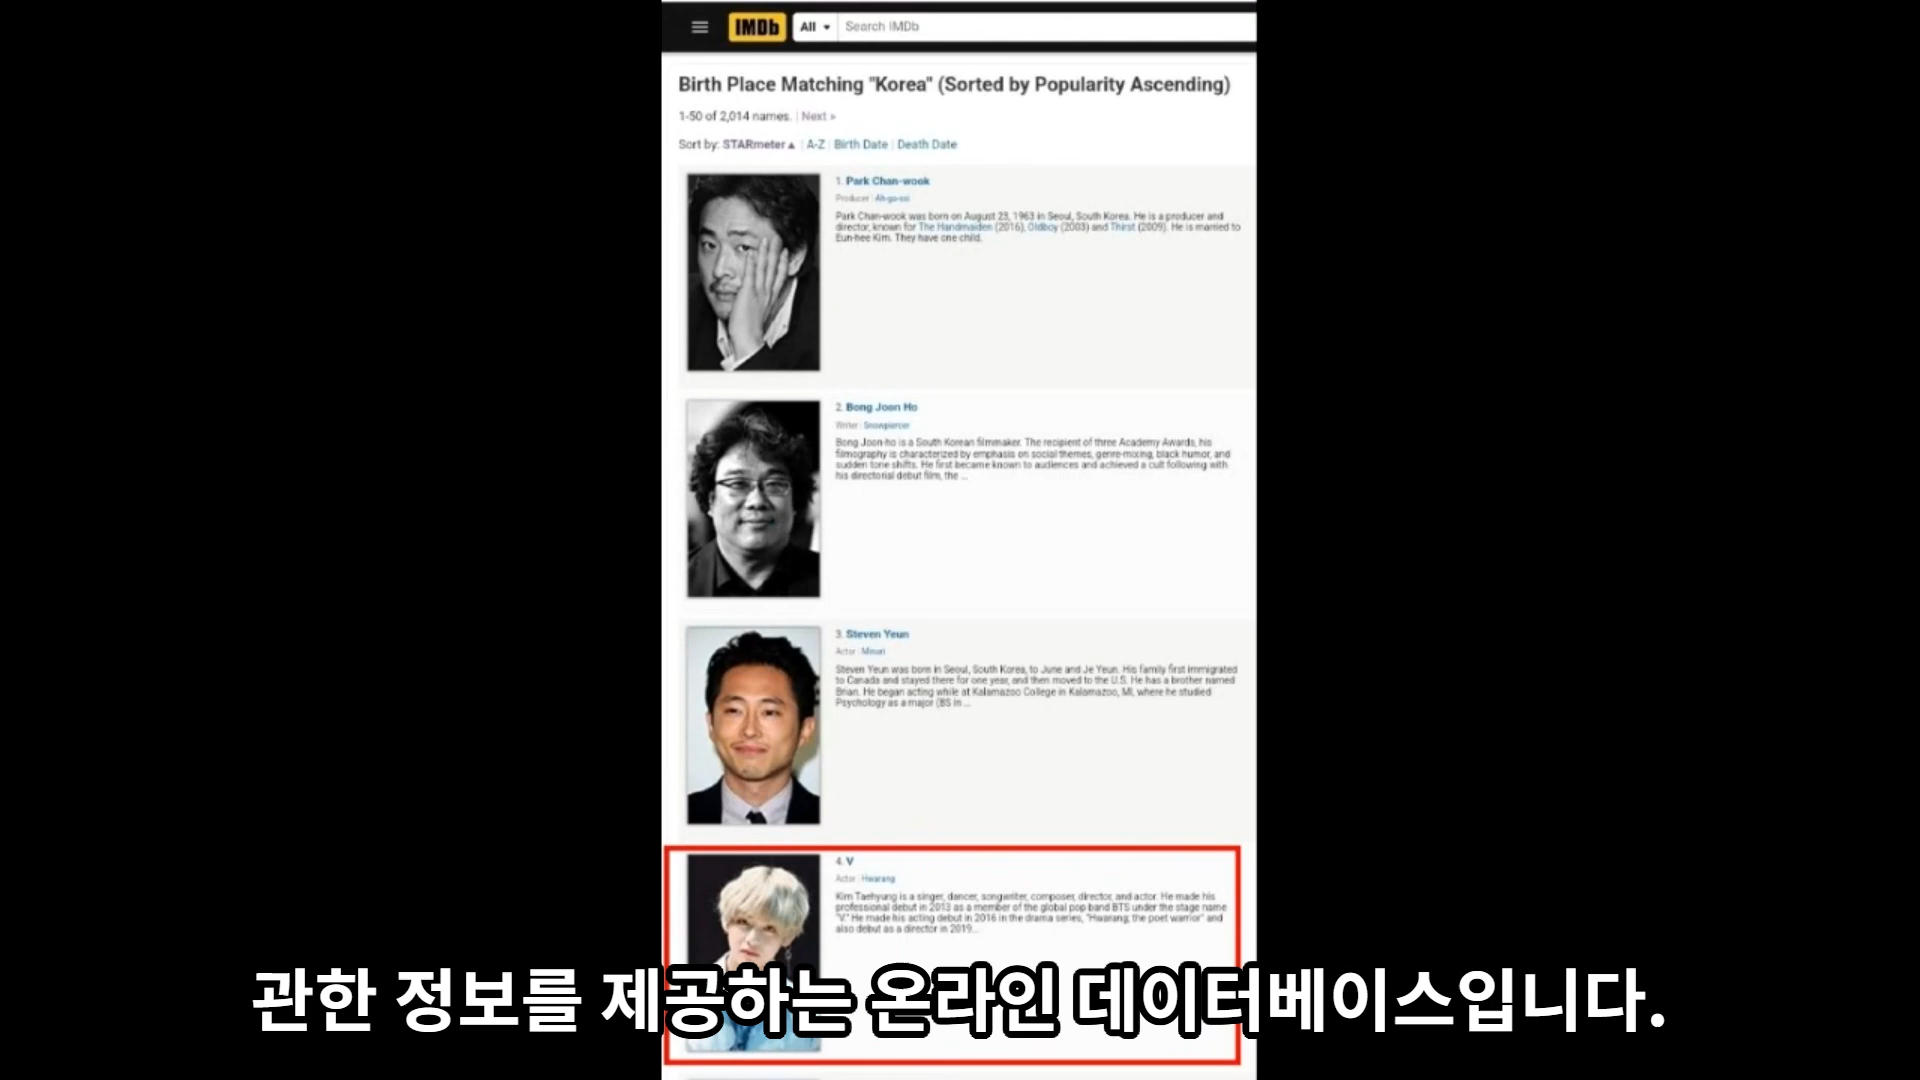 IMDb All Search IMDb
Birth Place Matching "Korea" (Sorted by Popularity Ascending)
1-50 of 2,014 names. | Next »
Sort by: STARmeter▲ | A-Z | Birth Date | Death Date
1. Park Chan-wook
Producer | Ah-ga-ssi
Park Chan-wook was born on August 23, 1963 in Seoul, South Korea. He is a producer and
director, known for The Handmaiden (2016), Oldboy (2003) and Thirst (2009). He is married to
Eun-hee Kim. They have one child.
2. Bong Joon Ho
Writer | Snowpiercer
Bong Joon-ho is a South Korean filmmaker. The recipient of three Academy Awards, his
filmography is characterized by emphasis on social themes, genre-mixing, black humor, and
sudden tone shifts. He first became known to audiences and achieved a cult following with
his directorial debut film, the ...
3. Steven Yeun
Actor | Minari
Steven Yeun was born in Seoul, South Korea, to June and Je Yeun. His family first immigrated
to Canada and stayed there for one year, and then moved to the U.S. He has a brother named
Brian. He began acting while at Kalamazoo College in Kalamazoo, MI, where he studied
Psychology as a major (BS in ...
4. V
Actor | Hwarang
Kim Taehyung is a singer, dancer, songwriter, composer, director, and actor. He made his
professional debut in 2013 as a member of the global pop band BTS under the stage name
"V." He made his acting debut in 2016 in the drama series, "Hwarang; the poet warrior" and
also debut as a director in 2019...
관한 정보를 제공하는 온라인 데이터베이스입니다.